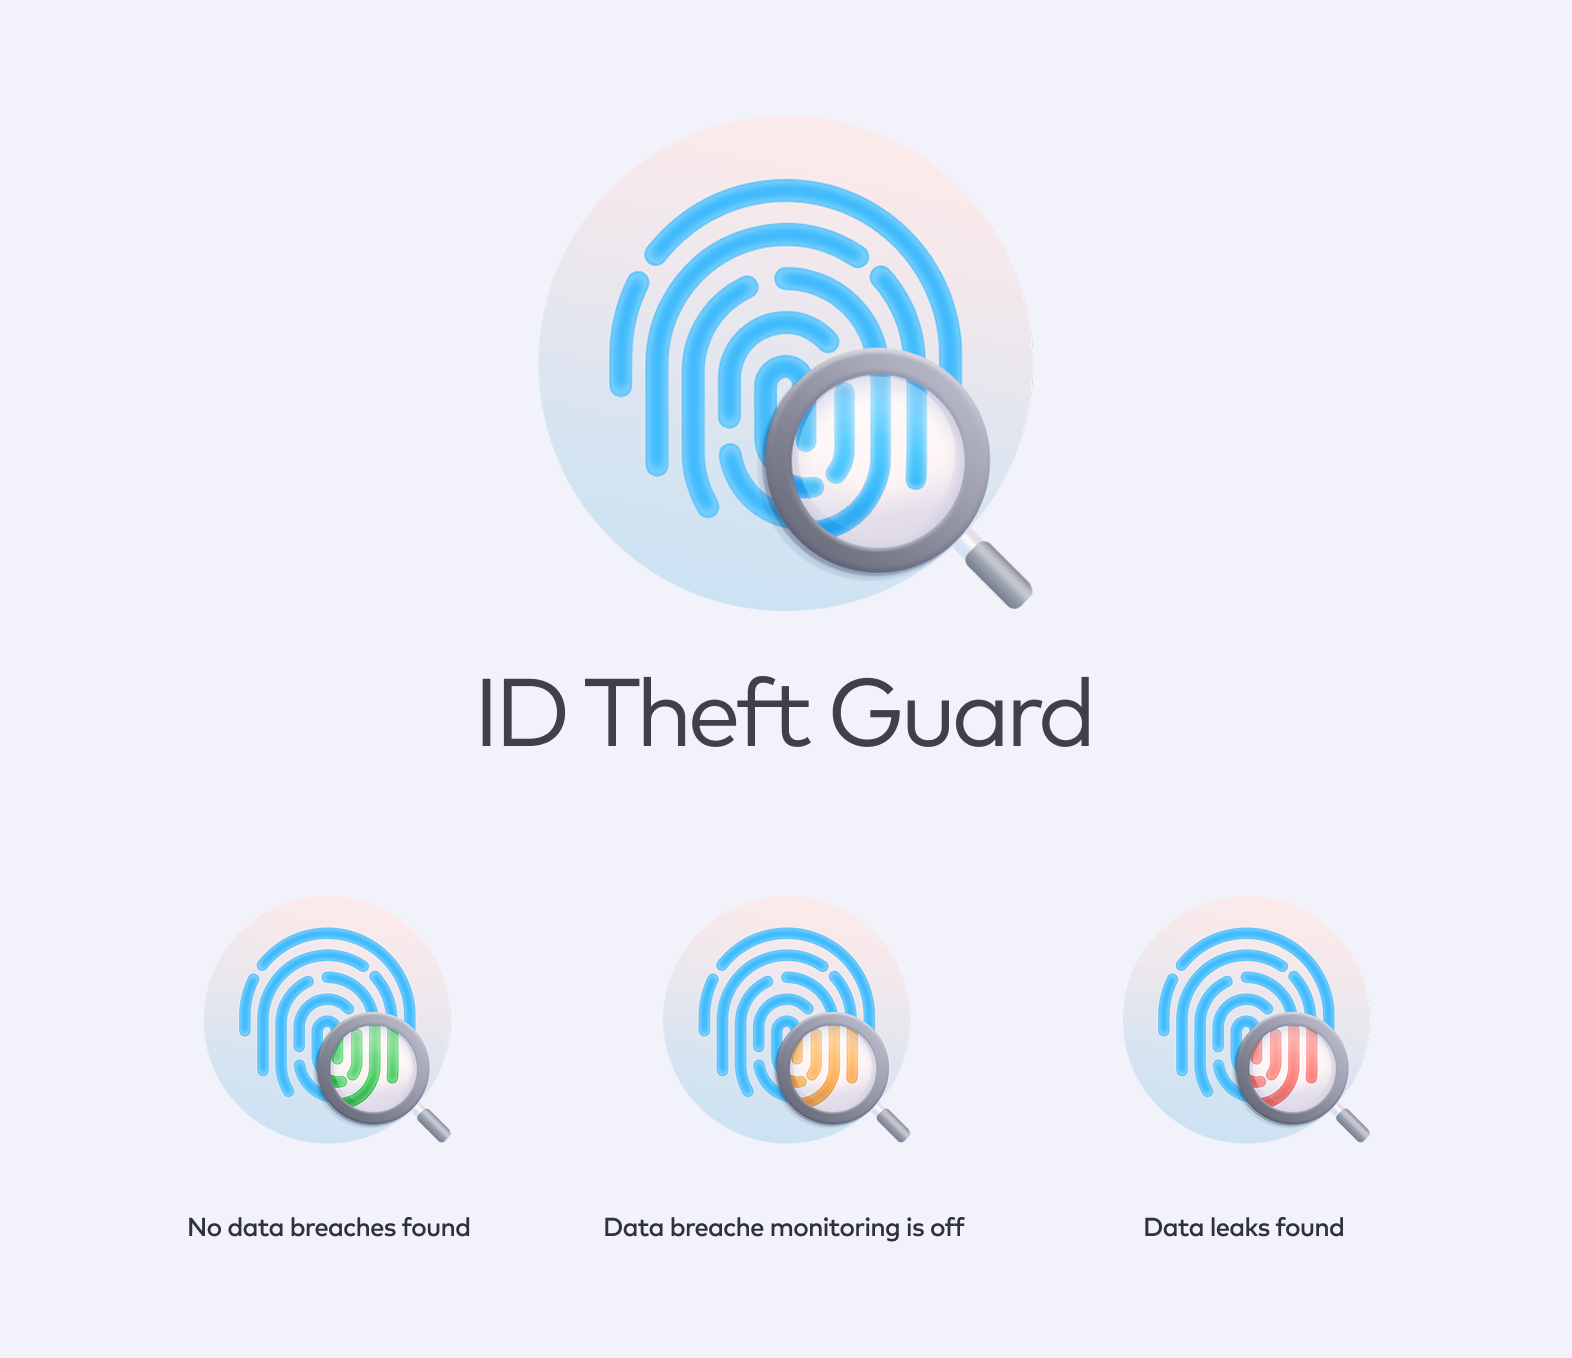 ID Theft Guard
No data breaches found
Data breache monitoring is off
Data leaks found